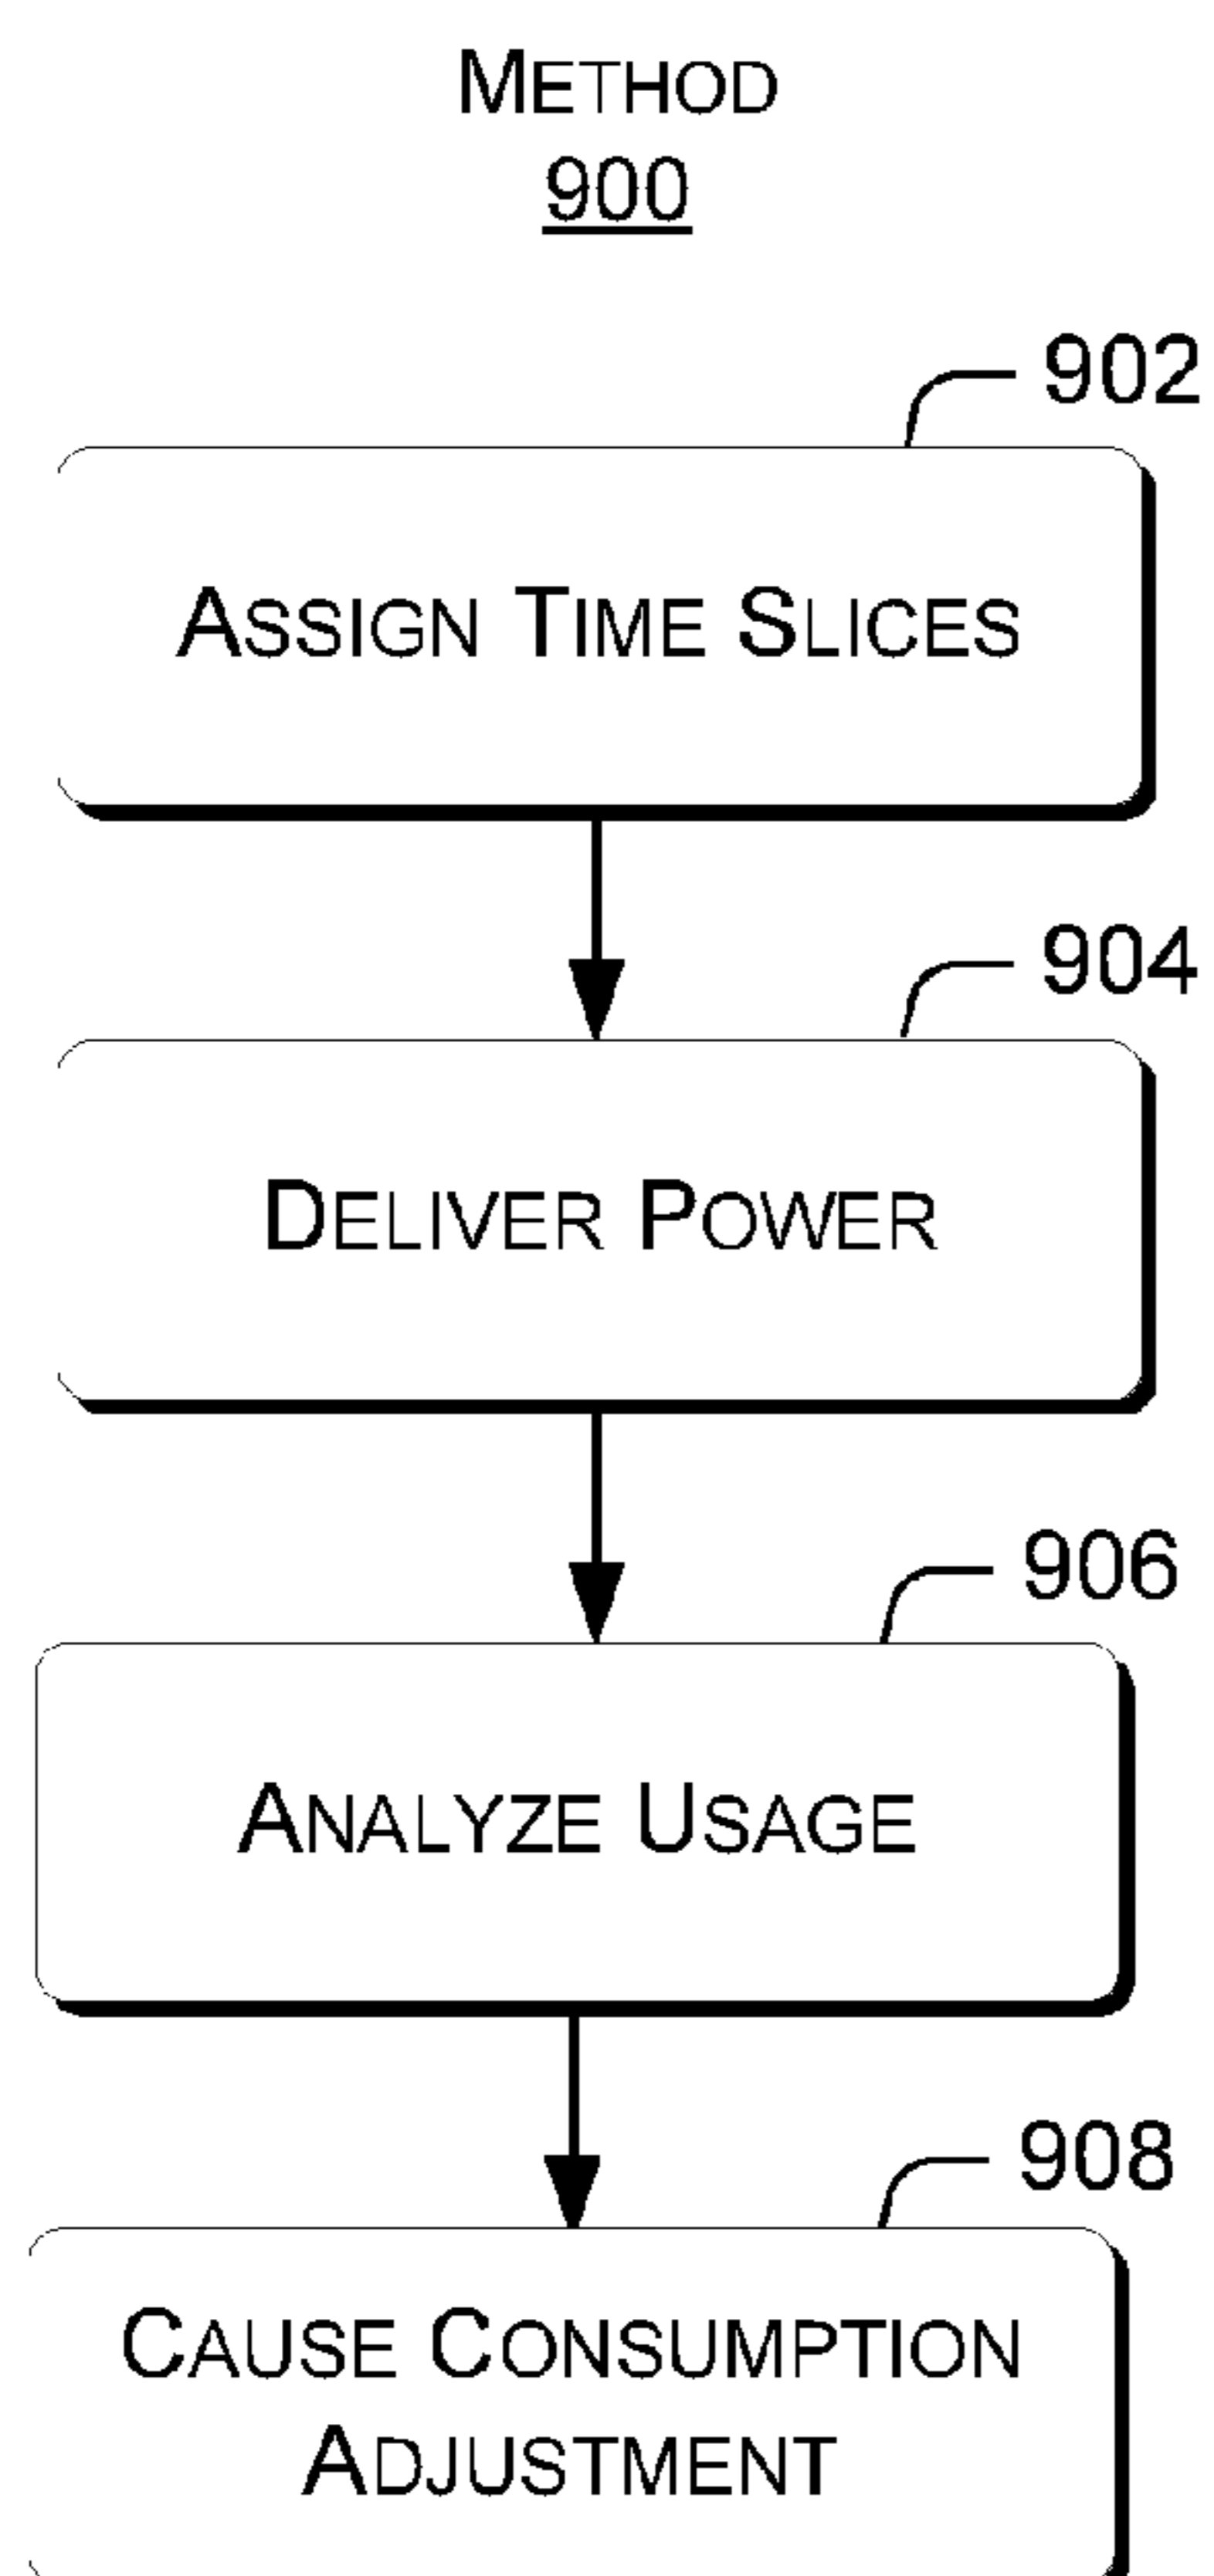 METHOD
900
902
ASSIGN TIME SLICES
904
DELIVER POWER
906
ANALYZE USAGE
908
CAUSE CONSUMPTION
ADJUSTMENT